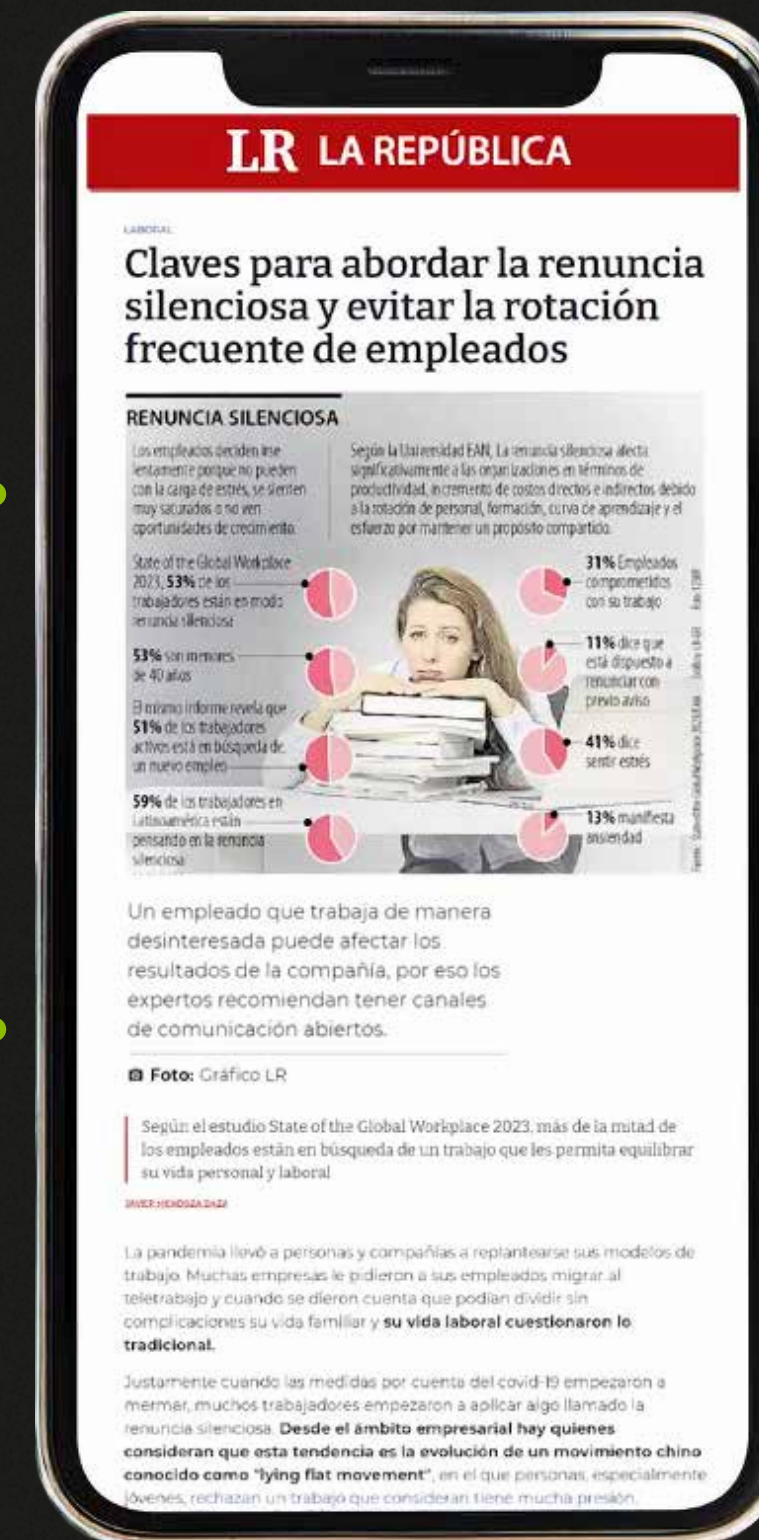 LR LA REPÚBLICA
LABORAL
Claves para abordar la renuncia
silenciosa y evitar la rotación
frecuente de empleados
RENUNCIA SILENCIOSA
Los empleados deciden irse
lentamente porque no pueden
con la carga de estrés, se sienten
muy saturados o no ven
oportunidades de crecimiento.
Según la Universidad EAN, La renuncia silenciosa afecta
significativamente a las organizaciones en términos de
productividad, incremento de costos directos e indirectos debido
a la rotación de personal, formación, curva de aprendizaje y el
esfuerzo por mantener un propósito compartido.
State of the Global Workplace
2023, 53% de los
trabajadores están en modo
renuncia silenciosa
53% son menores
de 40 años
El mismo informe revela que
51% de los trabajadores
activos está en búsqueda de
un nuevo empleo
59% de los trabajadores en
Latinoamérica están
pensando en la renuncia
silenciosa
31% Empleados
comprometidos
con su trabajo
11% dice que
está dispuesto a
renunciar con
previo aviso
41% dice
sentir estrés
13% manifiesta
ansiendad
Un empleado que trabaja de manera
desinteresada puede afectar los
resultados de la compañía, por eso los
expertos recomiendan tener canales
de comunicación abiertos.
Foto: Gráfico LR
Según el estudio State of the Global Workplace 2023, más de la mitad de
los empleados están en búsqueda de un trabajo que les permita equilibrar
su vida personal y laboral
JAVIER MENDOZA DAZA
La pandemia llevó a personas y compañías a replantearse sus modelos de
trabajo. Muchas empresas le pidieron a sus empleados migrar al
teletrabajo y cuando se dieron cuenta que podían dividir sin
complicaciones su vida familiar y su vida laboral cuestionaron lo
tradicional.
Justamente cuando las medidas por cuenta del covid-19 empezaron a
mermar, muchos trabajadores empezaron a aplicar algo llamado la
renuncia silenciosa. Desde el ámbito empresarial hay quienes
consideran que esta tendencia es la evolución de un movimiento chino
conocido como "lying flat movement", en el que personas, especialmente
jóvenes, rechazan un trabajo que consideran tiene mucha presión.